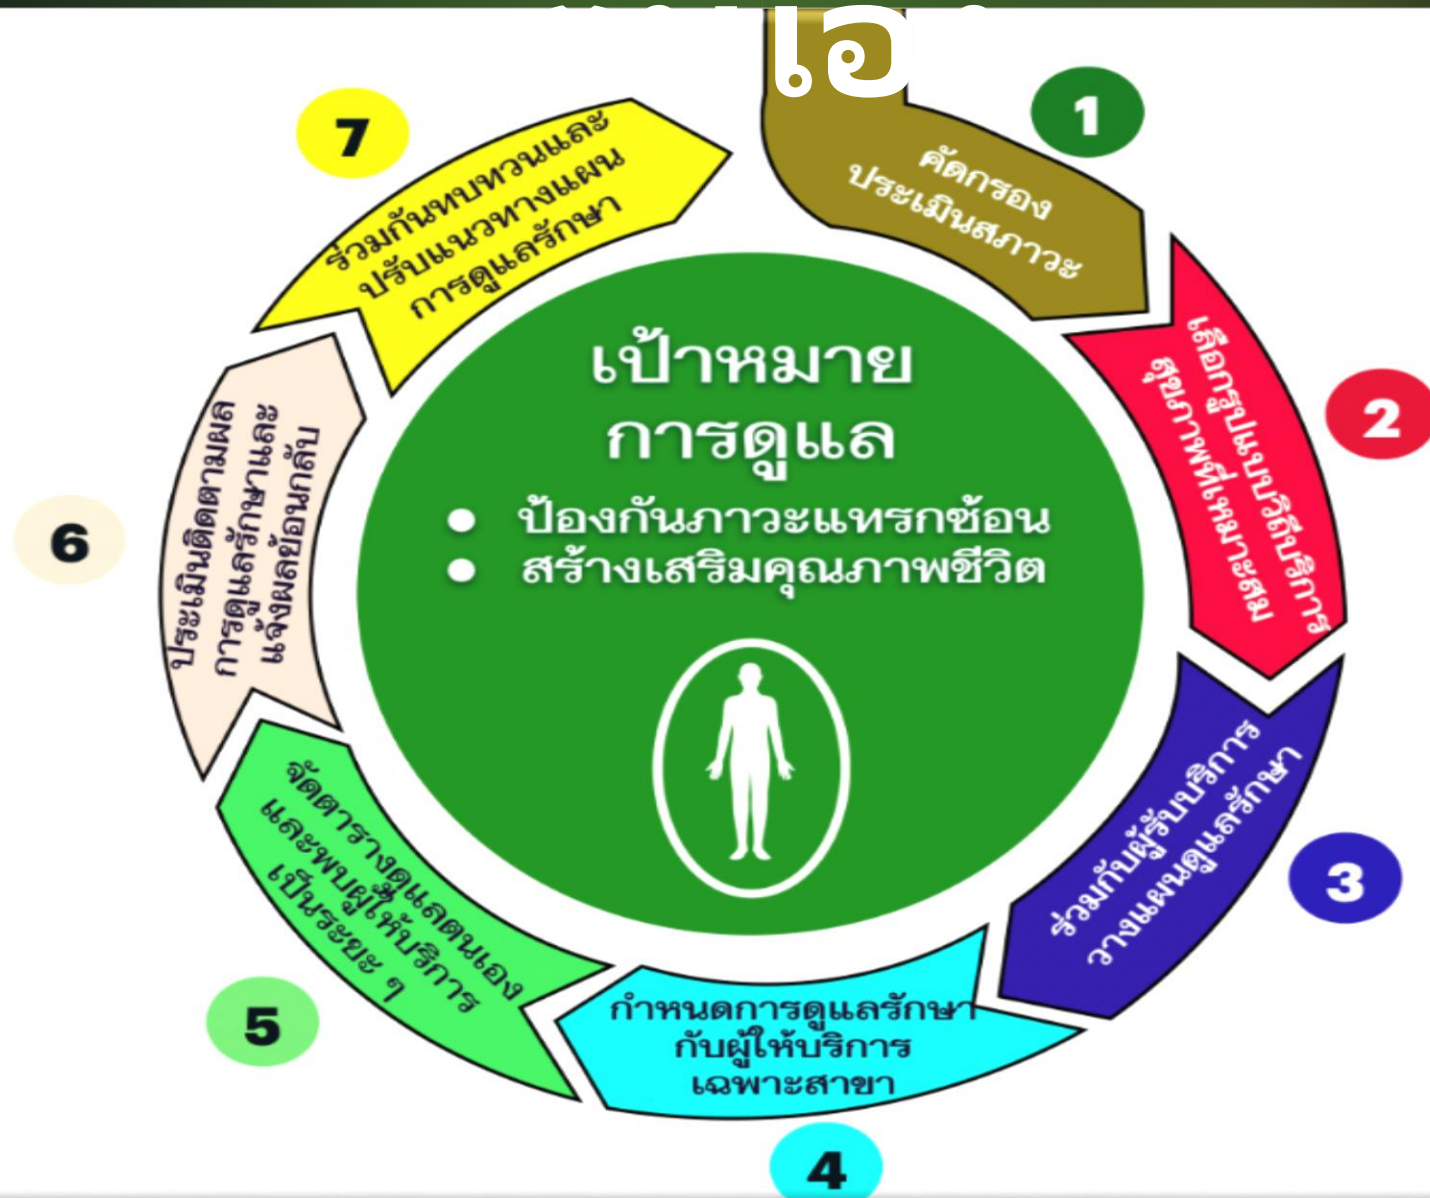 1
คัดกรอง
ประเมินสภาวะ
2
เลือกรูปแบบวิถีบริการ
สุขภาพที่เหมาะสม
3
ร่วมกับผู้รับบริการ
วางแผนดูแลรักษา
4
กำหนดการดูแลรักษา
กับผู้ให้บริการ
เฉพาะสาขา
5
จัดตารางดูแลตนเอง
และพบผู้ให้บริการ
เป็นระยะ ๆ
6
ประเมินติดตามผล
การดูแลรักษาและ
แจ้งผลย้อนกลับ
7
ร่วมกันทบทวนและ
ปรับแนวทางแผน
การดูแลรักษา
เป้าหมาย
การดูแล
● ป้องกันภาวะแทรกซ้อน
● สร้างเสริมคุณภาพชีวิต